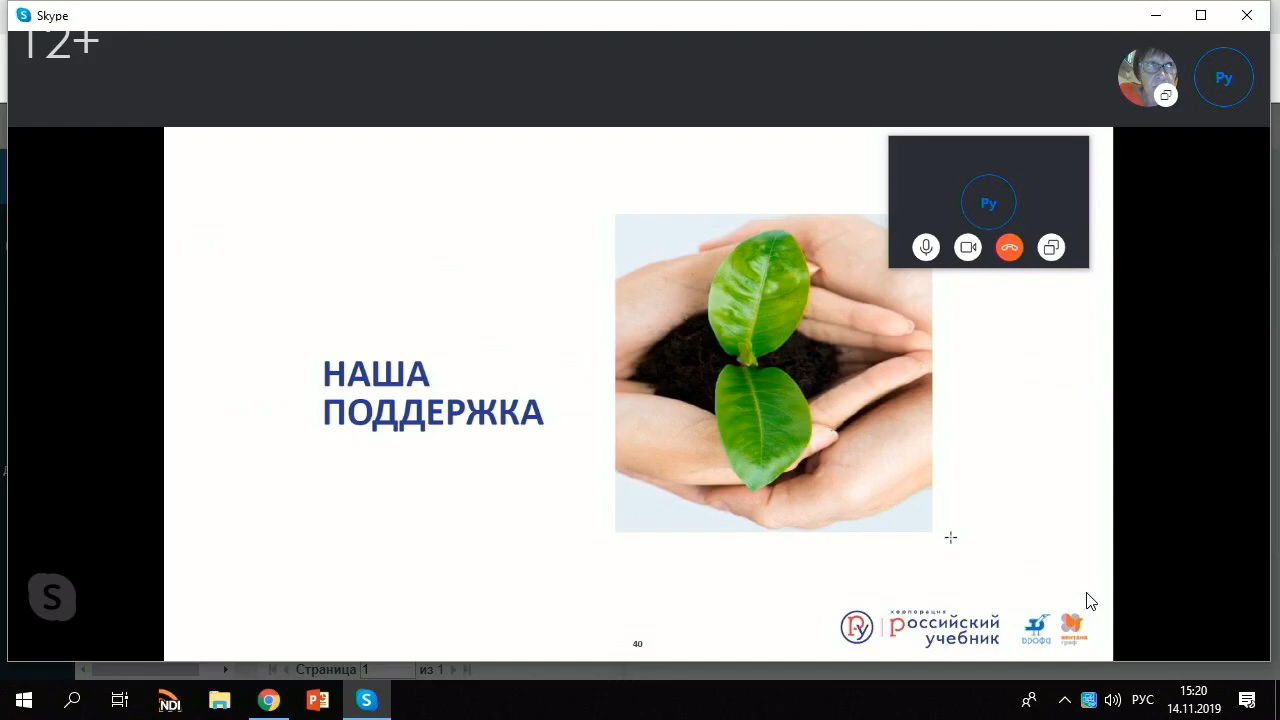 Skype
12+
Ру
Ру
НАША
ПОДДЕРЖКА
корпорация
российский
учебник
дрофа
вентана
граф
40
Страница 1 из 1
NDI
РУС
15:20
14.11.2019